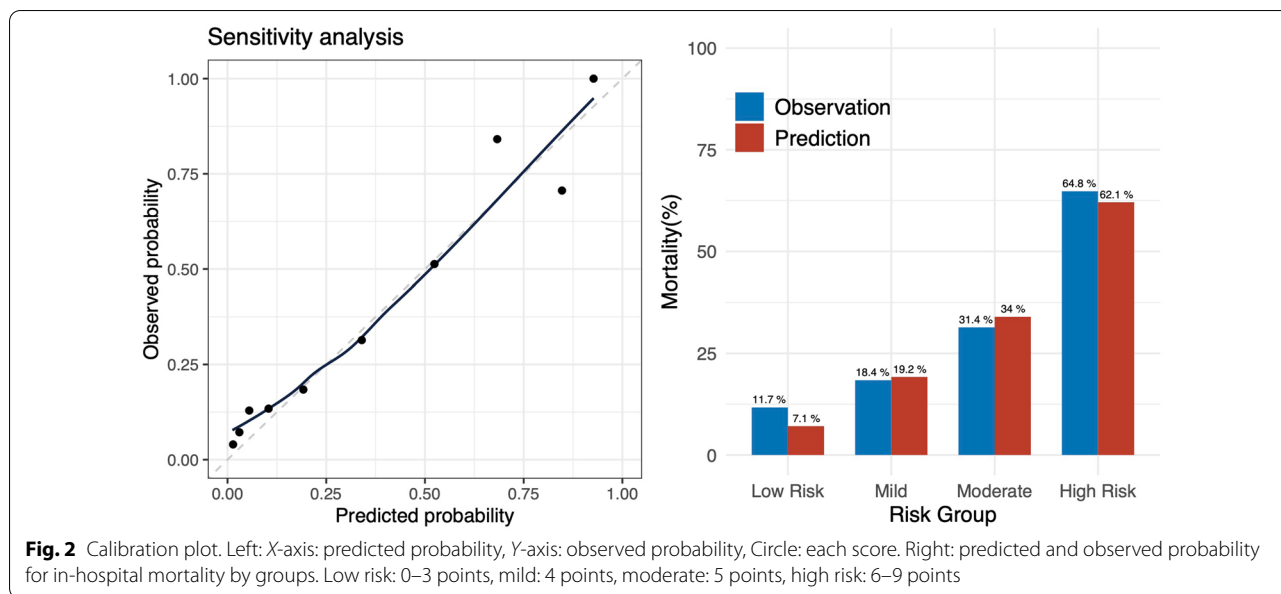 Sensitivity analysis
1.00
0.75
0.50
0.25
0.00
Observed probability
0.00 0.25 0.50 0.75 1.00
Predicted probability
100
75
50
25
0
Mortality(%)
Observation
Prediction
11.7 %
7.1 %
18.4 %
19.2 %
31.4 %
34 %
64.8 %
62.1 %
Low Risk Mild Moderate High Risk
Risk Group
Fig. 2 Calibration plot. Left: X-axis: predicted probability, Y-axis: observed probability, Circle: each score. Right: predicted and observed probability
for in-hospital mortality by groups. Low risk: 0–3 points, mild: 4 points, moderate: 5 points, high risk: 6–9 points